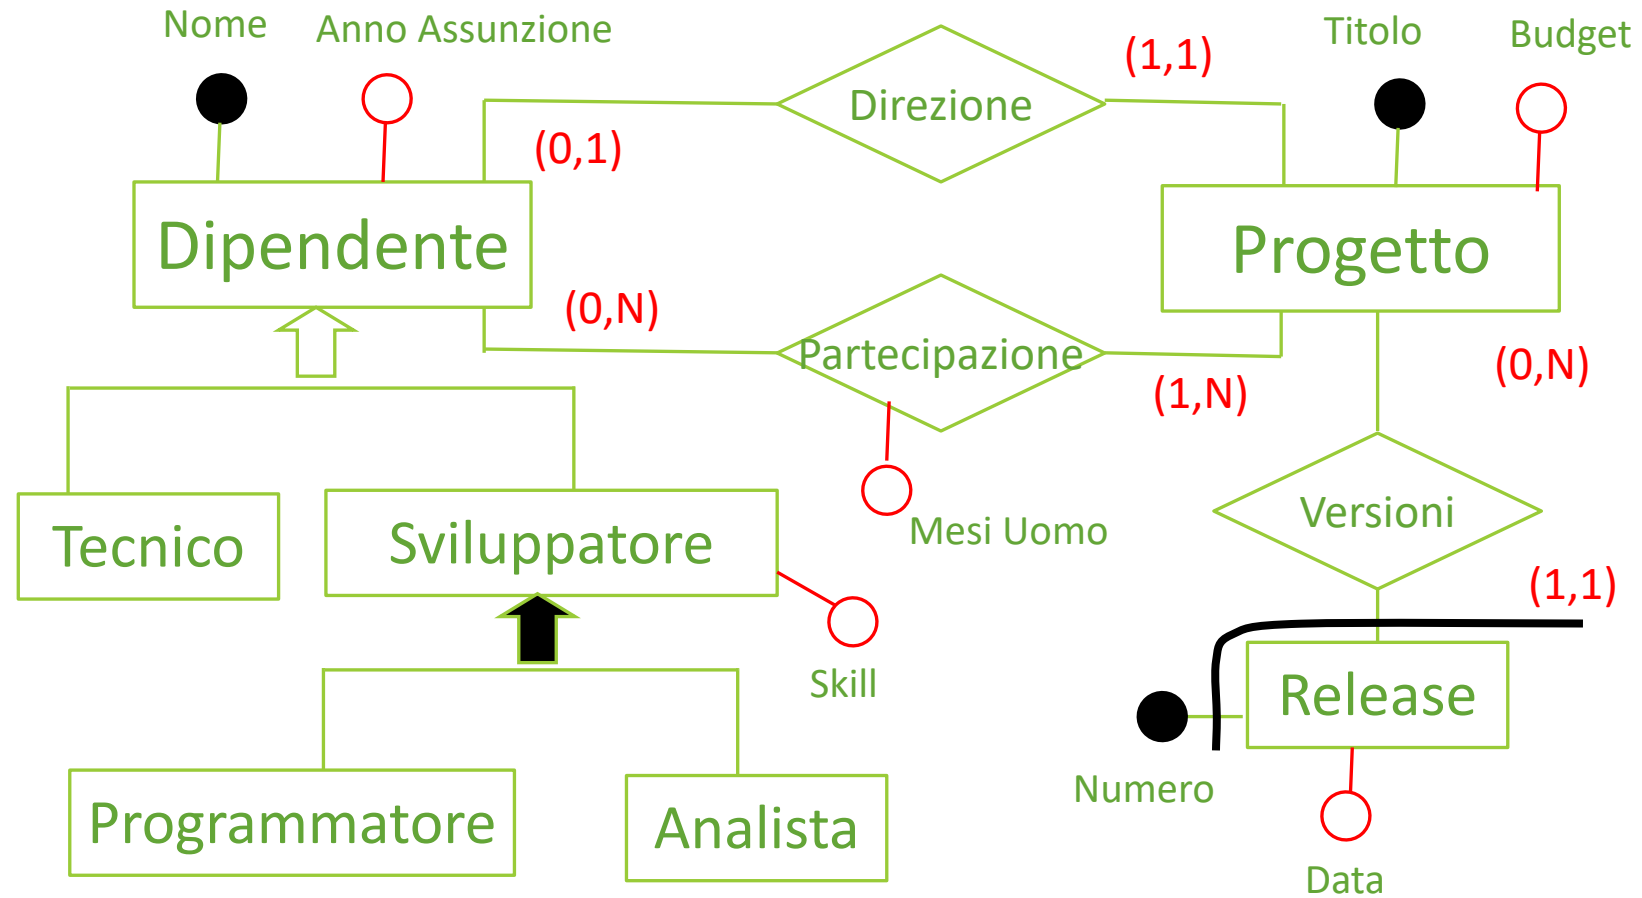 Nome
Anno Assunzione
Titolo
Budget
(1,1)
Direzione
(0,1)
Dipendente
Progetto
(0,N)
Partecipazione
(1,N)
(0,N)
Mesi Uomo
Versioni
Tecnico
Sviluppatore
(1,1)
Skill
Release
Numero
Programmatore
Analista
Data